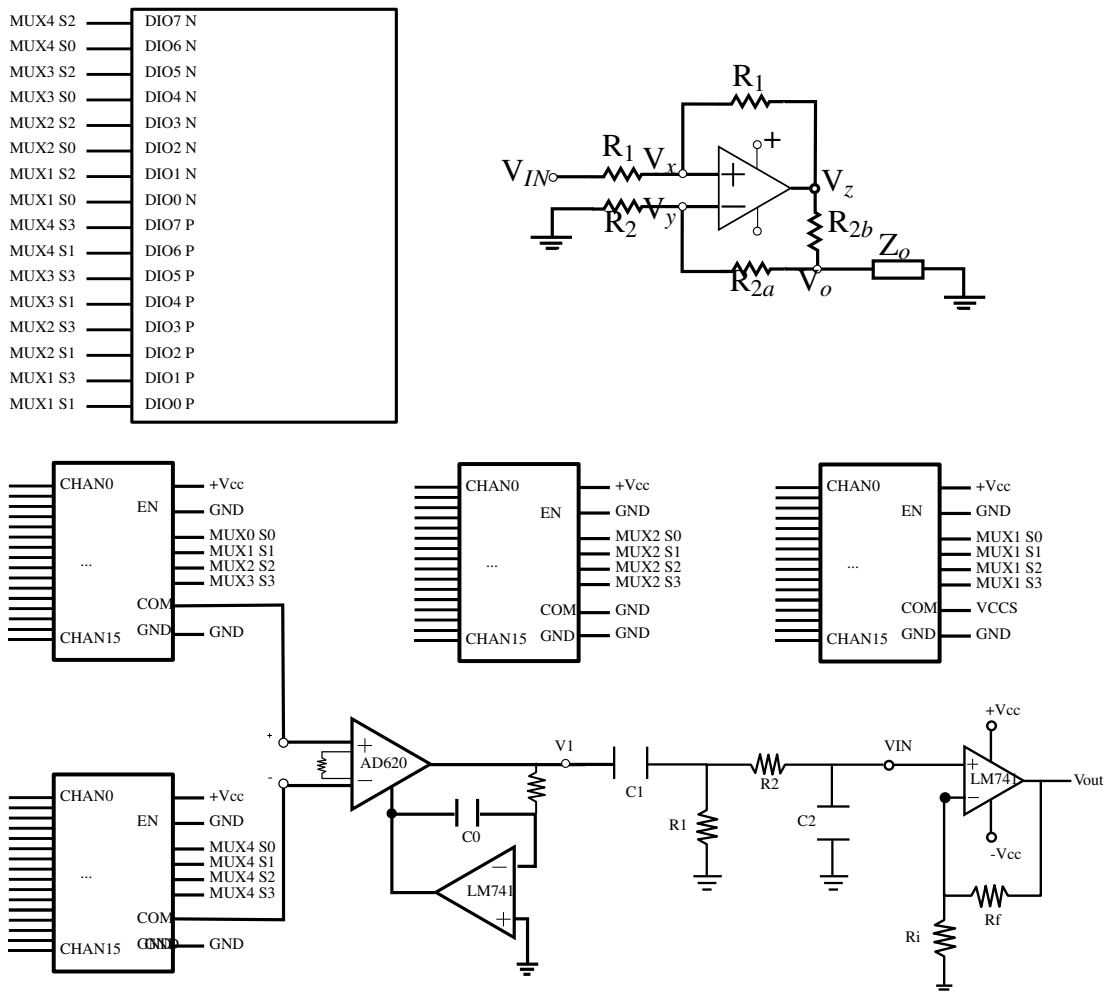 MUX4 S2 DIO7 N
MUX4 S0 DIO6 N
MUX3 S2 DIO5 N
MUX3 S0 DIO4 N
MUX2 S2 DIO3 N
MUX2 S0 DIO2 N
MUX1 S2 DIO1 N
MUX1 S0 DIO0 N
MUX4 S3 DIO7 P
MUX4 S1 DIO6 P
MUX3 S3 DIO5 P
MUX3 S1 DIO4 P
MUX2 S3 DIO3 P
MUX2 S1 DIO2 P
MUX1 S3 DIO1 P
MUX1 S1 DIO0 P
R1
R1 Vx +
VIN + Vz
R2 Vy −
R2b
Zo
R2a Vo
CHAN0 +Vcc
EN GND
MUX0 S0
MUX1 S1
... MUX2 S2
MUX3 S3
COM
GND GND
CHAN15
CHAN0 +Vcc
EN GND
MUX2 S0
MUX2 S1
... MUX2 S2
MUX2 S3
COM GND
CHAN15 GND GND
CHAN0 +Vcc
EN GND
MUX1 S0
MUX1 S1
... MUX1 S2
MUX1 S3
COM VCCS
CHAN15 GND GND
CHAN0 +Vcc
EN GND
MUX4 S0
MUX4 S1
... MUX4 S2
MUX4 S3
COM
CHAN15 GND GND
+ +
AD620
- −
V1
C1
C0
LM741
−
+
R1
R2
C2
VIN
+Vcc
+
LM741 Vout
−
-Vcc
Rf
Ri